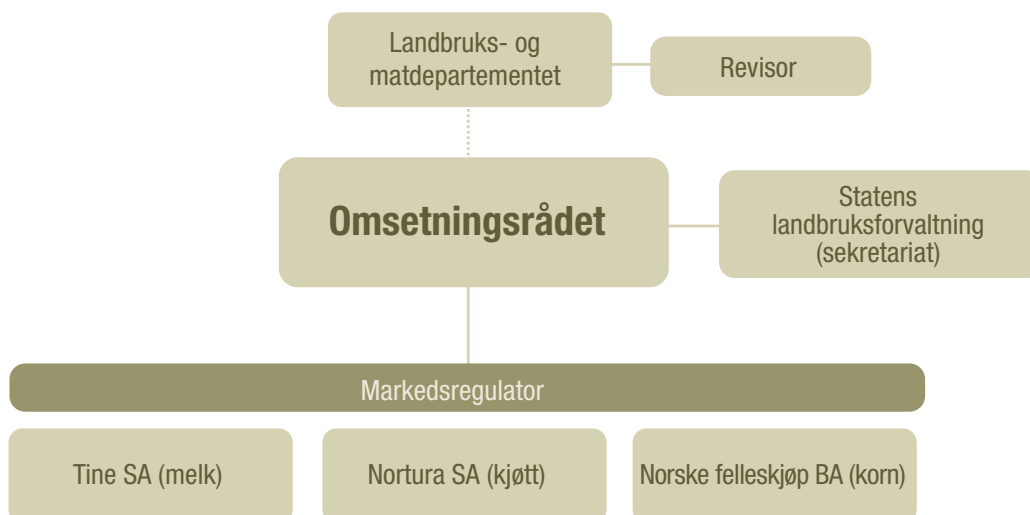 Landbruks- og
matdepartementet
Revisor
Omsetningsrådet
Statens
landbruksforvaltning
(sekretariat)
Markedsregulator
Tine SA (melk)
Nortura SA (kjøtt)
Norske felleskjøp BA (korn)